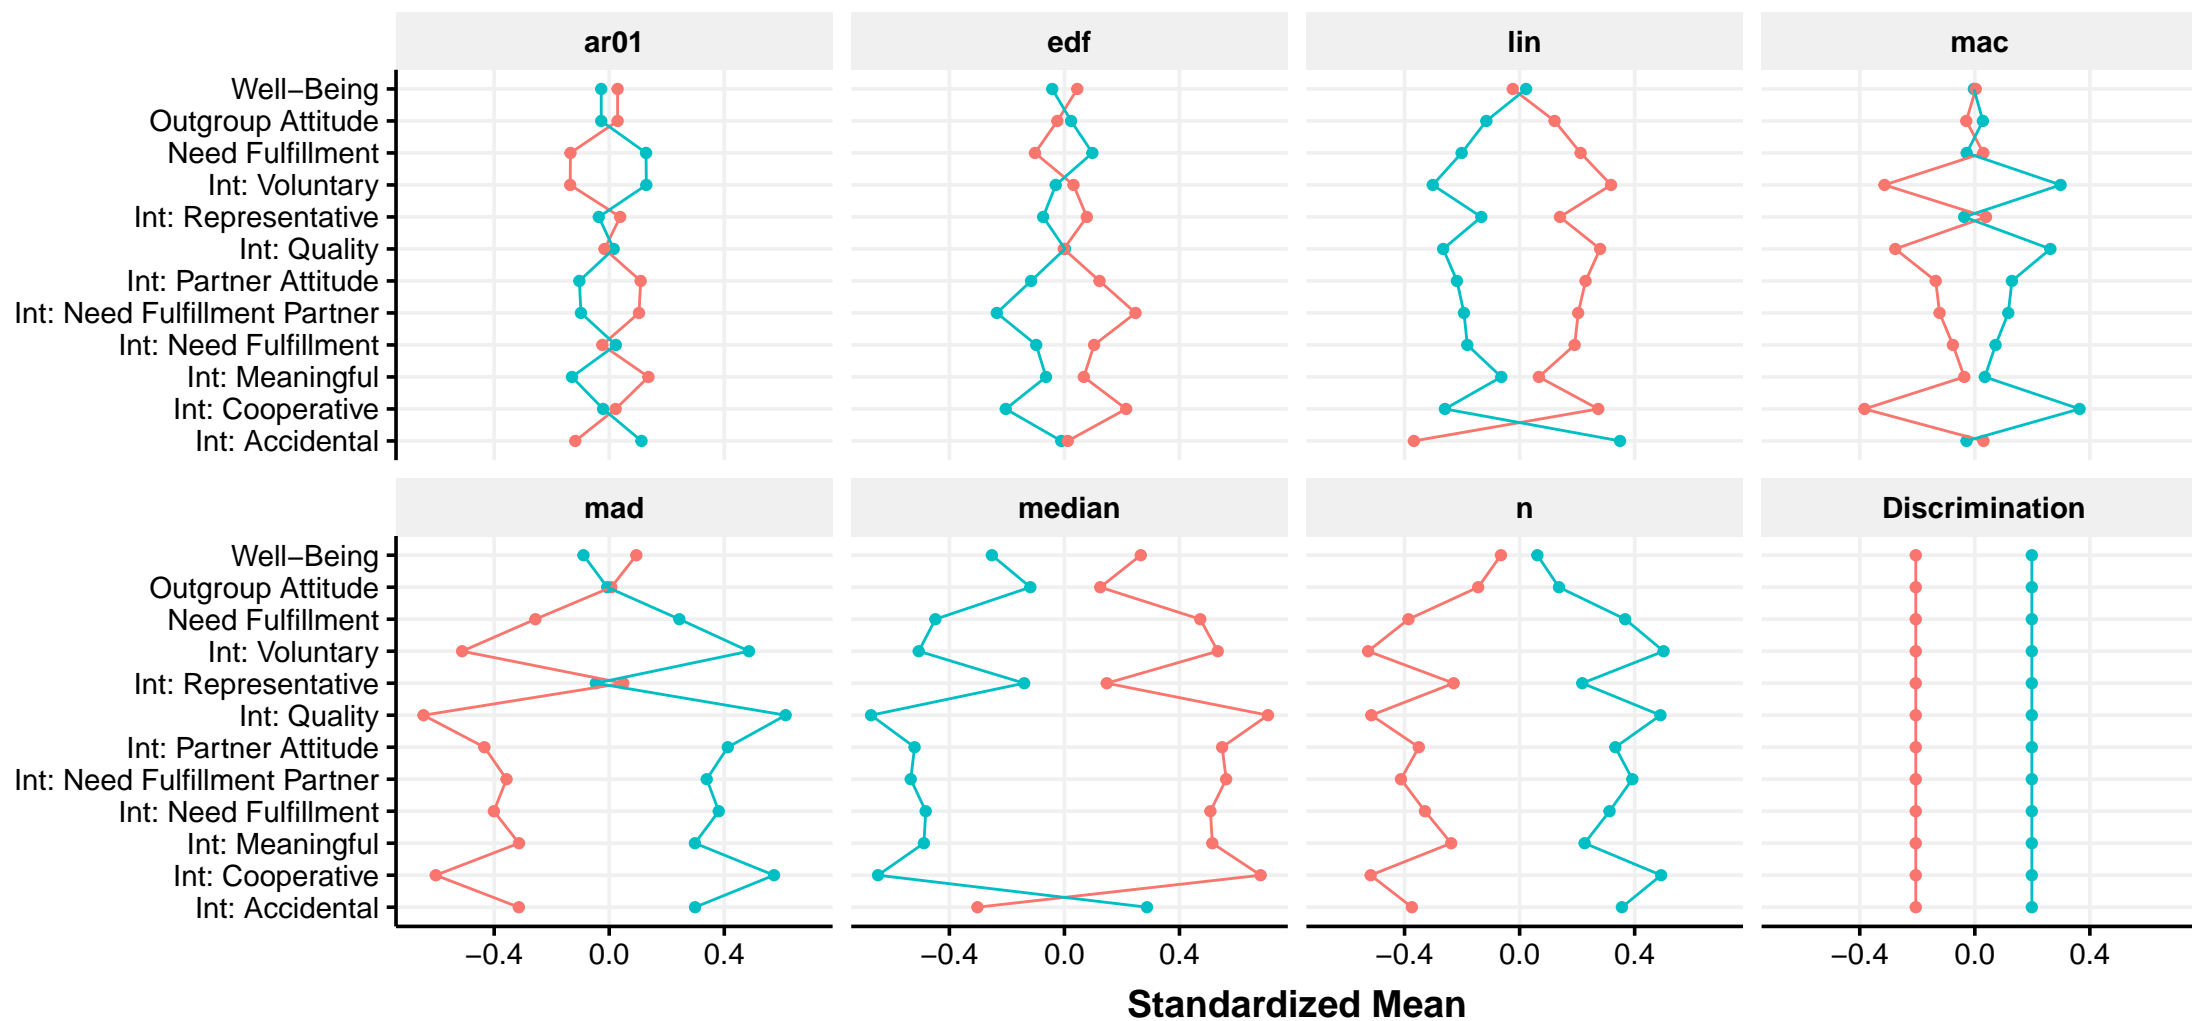 ar01 edf lin mac
Well−Being
Outgroup Attitude
Need Fulfillment
Int: Voluntary
Int: Representative
Int: Quality
Int: Partner Attitude
Int: Need Fulfillment Partner
Int: Need Fulfillment
Int: Meaningful
Int: Cooperative
Int: Accidental
mad median n Discrimination
Well−Being
Outgroup Attitude
Need Fulfillment
Int: Voluntary
Int: Representative
Int: Quality
Int: Partner Attitude
Int: Need Fulfillment Partner
Int: Need Fulfillment
Int: Meaningful
Int: Cooperative
Int: Accidental
−0.4 0.0 0.4 −0.4 0.0 0.4 −0.4 0.0 0.4 −0.4 0.0 0.4
Standardized Mean